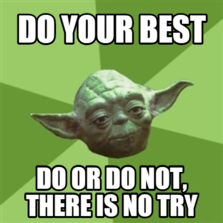 DO YOUR BEST
DO OR DO NOT,
THERE IS NO TRY